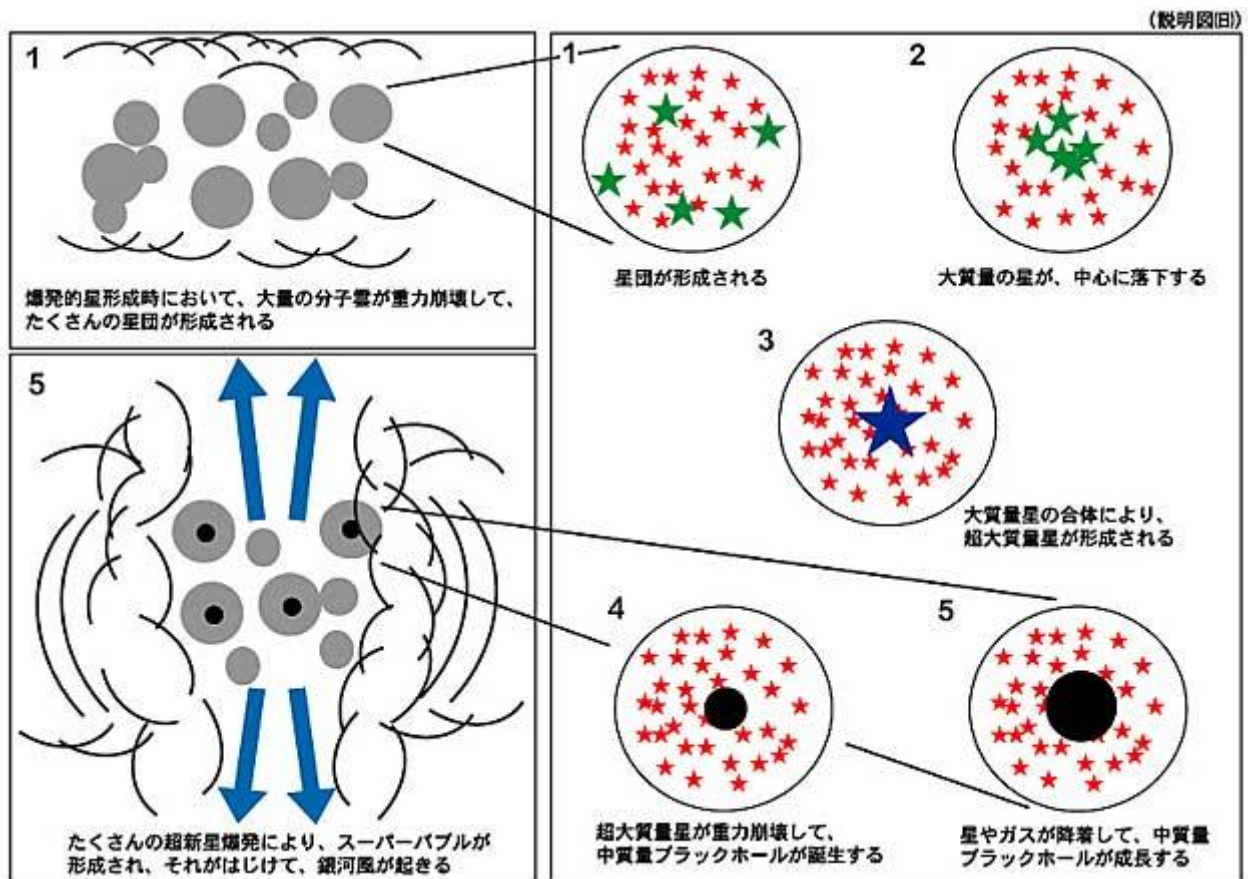 (説明図(B))
1
爆発的星形成時において、大量の分子雲が重力崩壊して、
たくさんの星団が形成される
5
たくさんの超新星爆発により、スーパーバブルが
形成され、それがはじけて、銀河風が起きる
1
星団が形成される
2
大質量の星が、中心に落下する
3
大質量星の合体により、
超大質量星が形成される
4
超大質量星が重力崩壊して、
中質量ブラックホールが誕生する
5
星やガスが降着して、中質量
ブラックホールが成長する